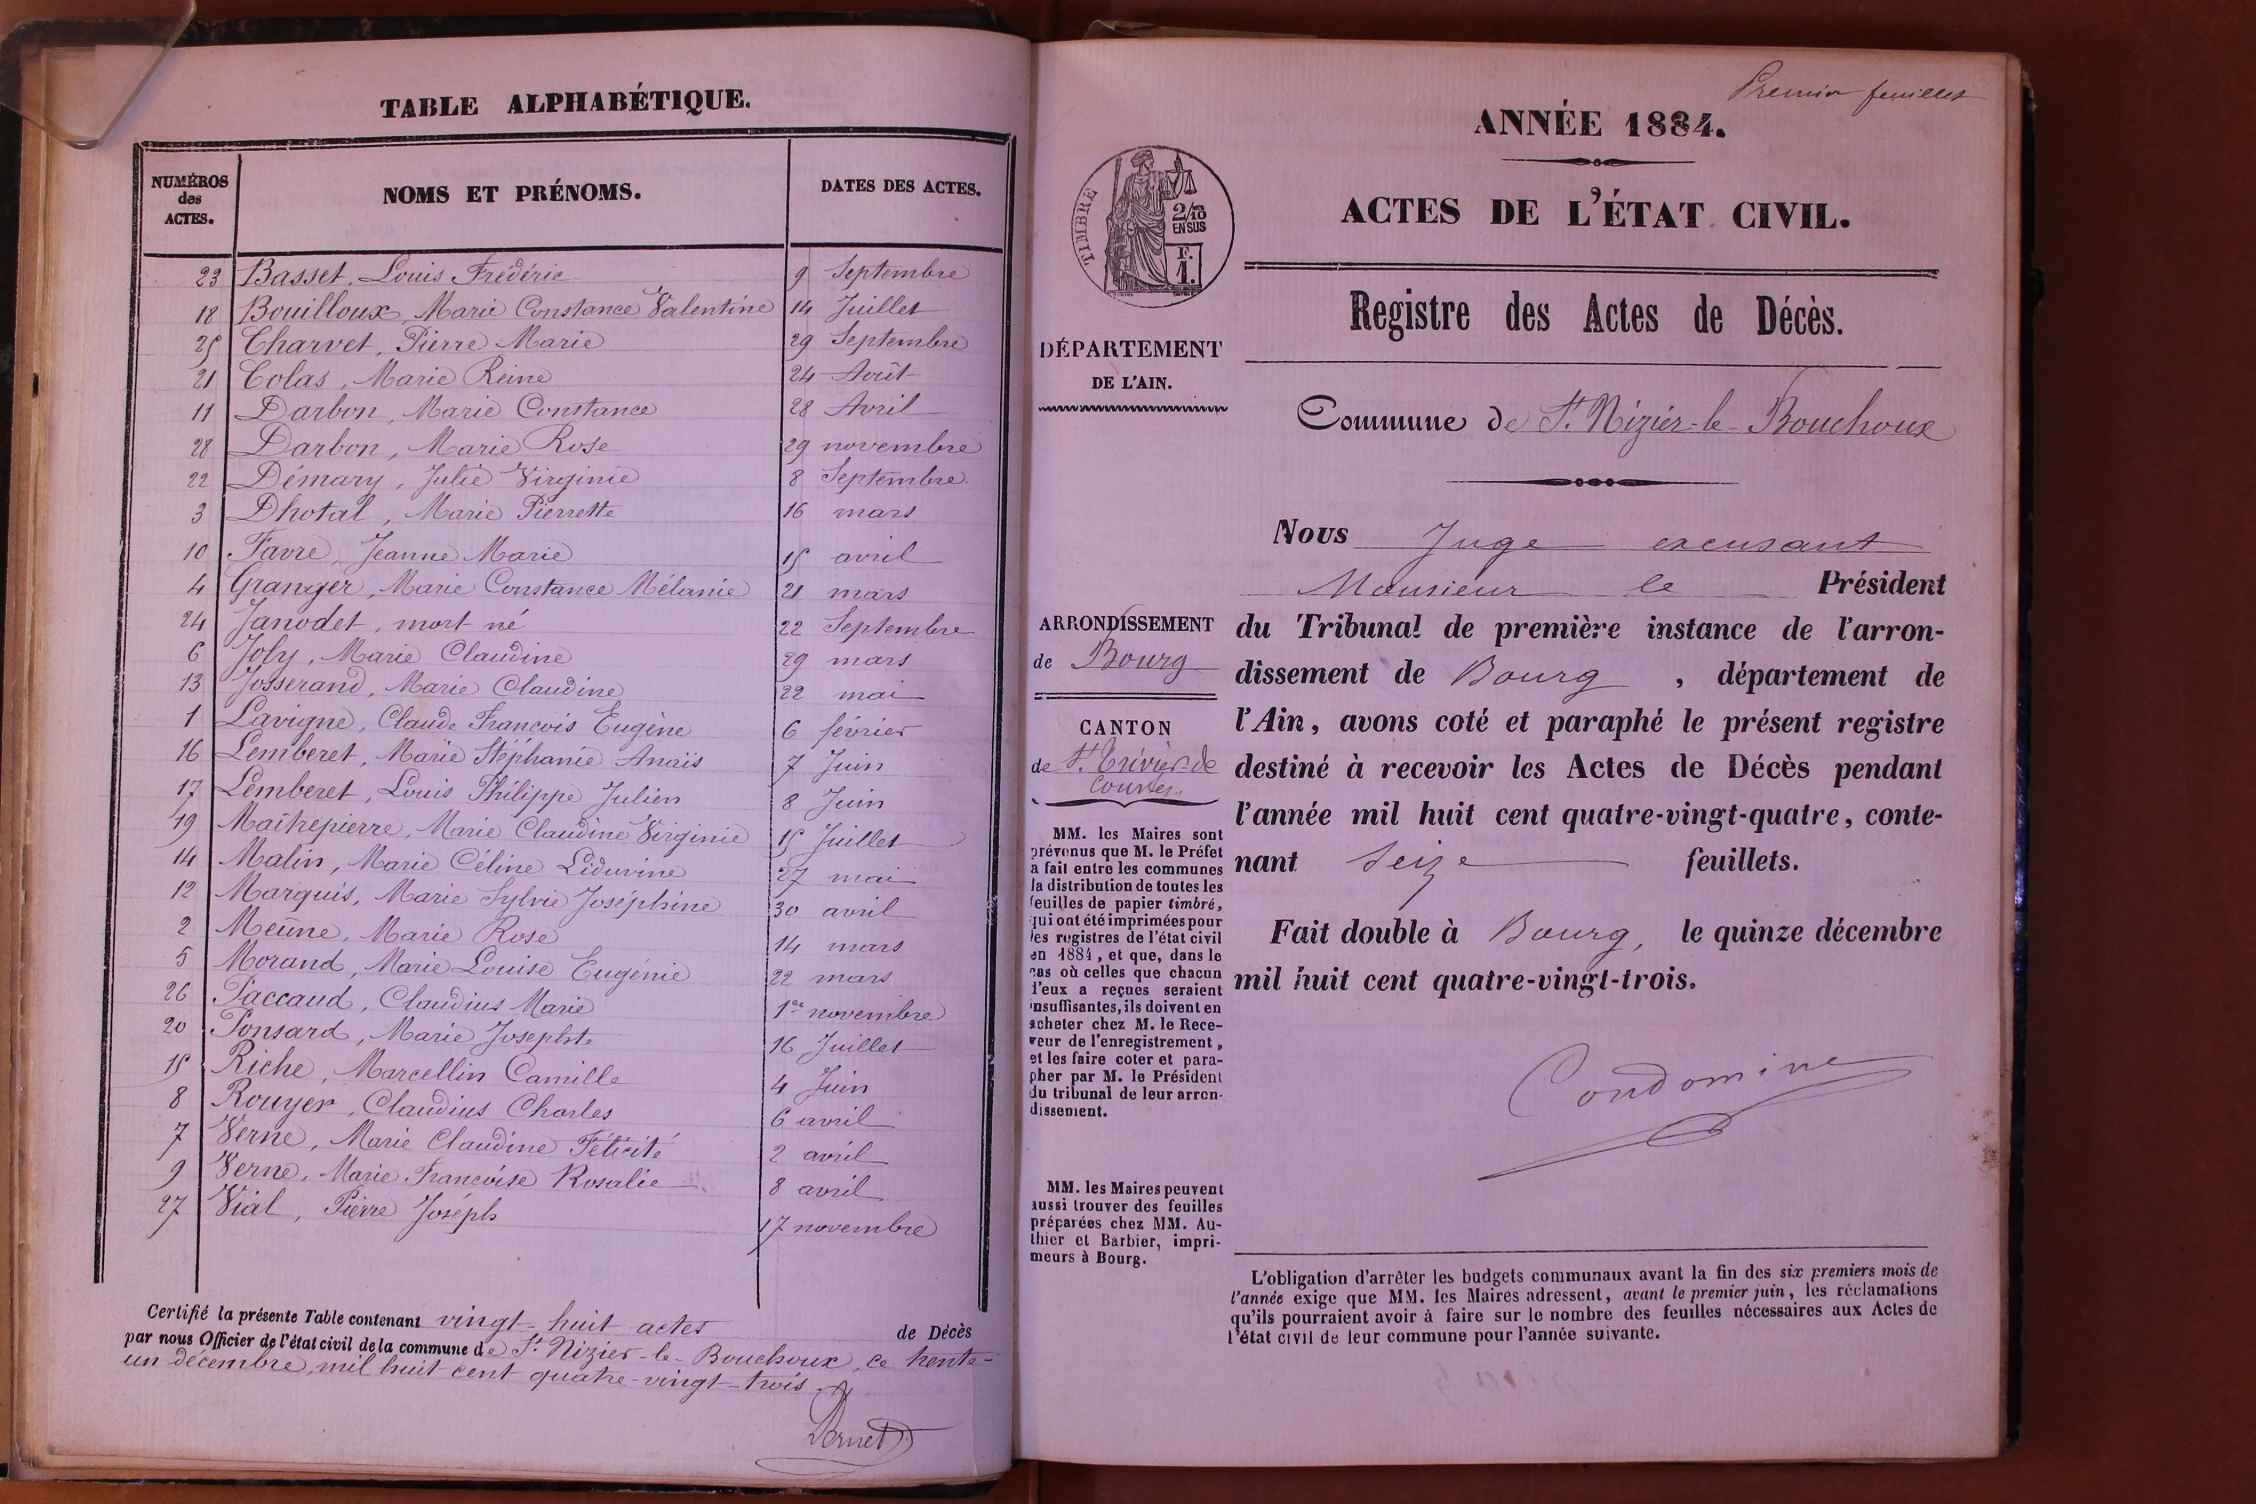 TABLE ALPHABÉTIQUE.
NUMÉROS des ACTES. NOMS ET PRÉNOMS. DATES DES ACTES.
23 Basset, Louis Frédéric 9 Septembre
18 Bouilloux, Marie Constance Valentine 14 Juillet
25 Charvet, Pierre Marie 29 Septembre
21 Colas, Marie Reine 24 Août
11 Darbon, Marie Constance 28 Avril
28 Darbon, Marie Rose 29 novembre
22 Démary, Julie Virginie 8 Septembre
3 Dhotal, Marie Pierrette 16 mars
10 Favre, Jeanne Marie 15 avril
4 Granger, Marie Constance Mélanie 21 mars
24 Janodet, mort né 22 Septembre
6 Joly, Marie Claudine 29 mars
13 Josserand, Marie Claudine 22 mai
1 Lavigne, Claude François Eugène 6 février
16 Lemberet, Marie Stéphanie Anaïs 7 Juin
17 Lemberet, Louis Philippe Julien 8 Juin
19 Maîtrepierre, Marie Claudine Virginie 15 Juillet
14 Malin, Marie Céline Liduvine 27 mai
12 Marquis, Marie Sylvie Joséphine 30 avril
2 Meune, Marie Rose 14 mars
5 Morand, Marie Louise Eugénie 22 mars
26 Paccaud, Claudius Marie 1er novembre
20 Ponsard, Marie Josephte 16 Juillet
15 Riche, Marcellin Camille 4 Juin
8 Rouyer, Claudius Charles 6 avril
7 Verne, Marie Claudine Félicité 2 avril
9 Verne, Marie Françoise Rosalie 8 avril
27 Vial, Pierre Joseph 17 novembre
Certifié la présente Table contenant vingt-huit actes de Décès
par nous Officier de l'état civil de la commune de St Nizier-le-Bouchoux, ce trente-
un décembre mil huit cent quatre-vingt-trois
Premier feuillet
ANNÉE 1884.
ACTES DE L'ÉTAT CIVIL.
TIMBRE
2/10
EN SUS
F.
1.
Registre des Actes de Décès.
DÉPARTEMENT
DE L'AIN.
Commune de St Nizier-le-Bouchoux
Nous Juge excusant
Monsieur le Président
du Tribunal de première instance de l'arron-
dissement de Bourg, département de
l'Ain, avons coté et paraphé le présent registre
destiné à recevoir les Actes de Décès pendant
l'année mil huit cent quatre-vingt-quatre, conte-
nant Seize feuillets.
Fait double à Bourg, le quinze décembre
mil huit cent quatre-vingt-trois.
Condomine
ARRONDISSEMENT
de Bourg
CANTON
de St Trivier-de
Courtes
MM. les Maires sont
prévenus que M. le Préfet
a fait entre les communes
la distribution de toutes les
feuilles de papier timbré,
qui ont été imprimées pour
les registres de l'état civil
en 1884, et que, dans le
cas où celles que chacun
d'eux a reçues seraient
insuffisantes, ils doivent en
acheter chez M. le Rece-
veur de l'enregistrement,
et les faire coter et para-
pher par M. le Président
du tribunal de leur arron-
dissement.
MM. les Maires peuvent
aussi trouver des feuilles
préparées chez MM. Au-
thier et Barbier, impri-
meurs à Bourg.
L'obligation d'arrêter les budgets communaux avant la fin des six premiers mois de
l'année exige que MM. les Maires adressent, avant le premier juin, les réclamations
qu'ils pourraient avoir à faire sur le nombre des feuilles nécessaires aux Actes de
l'état civil de leur commune pour l'année suivante.